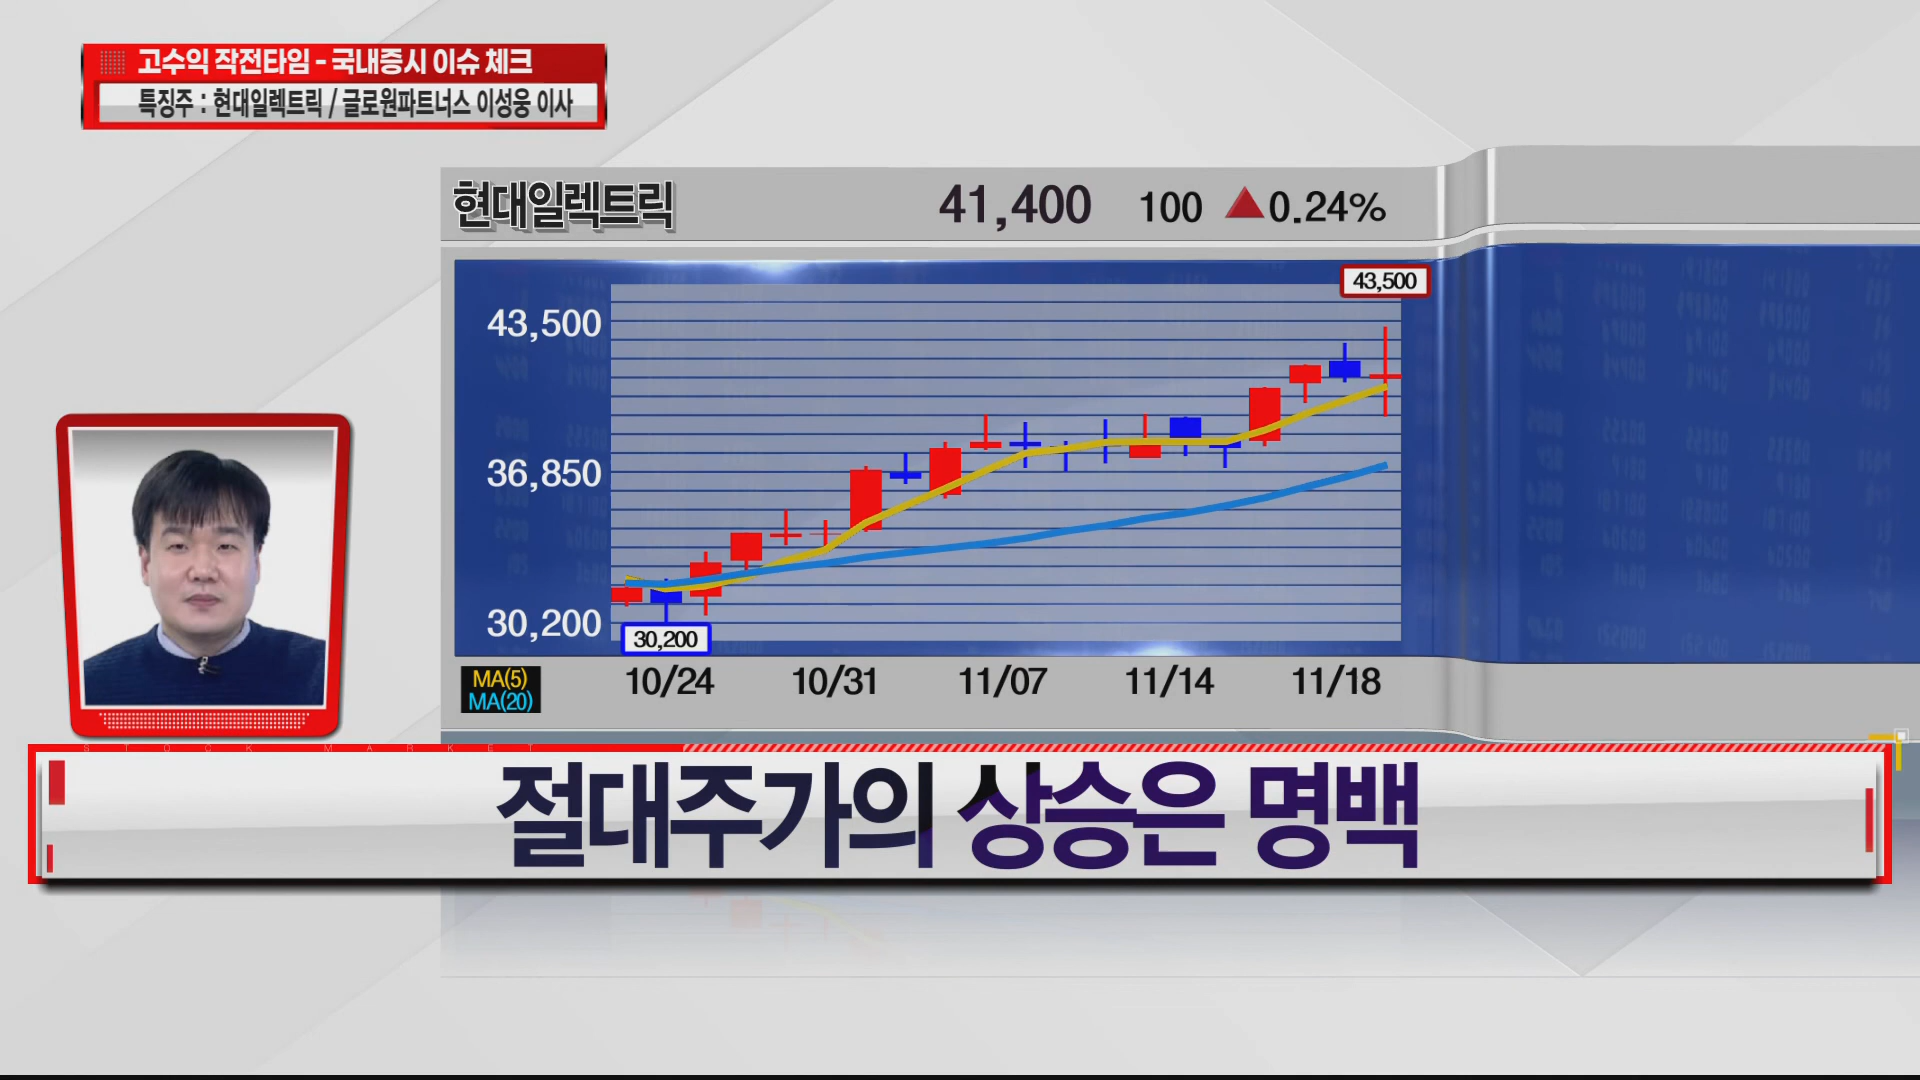 고수익 작전타임 - 국내증시 이슈 체크
특징주 : 현대일렉트릭 / 글로원파트너스 이성웅 이사
현대일렉트릭 41,400 100 ▲0.24%
43,500
43,500
36,850
30,200
30,200
MA(5)
MA(20)
10/24 10/31 11/07 11/14 11/18
STOCK MARKET
절대주가의 상승은 명백